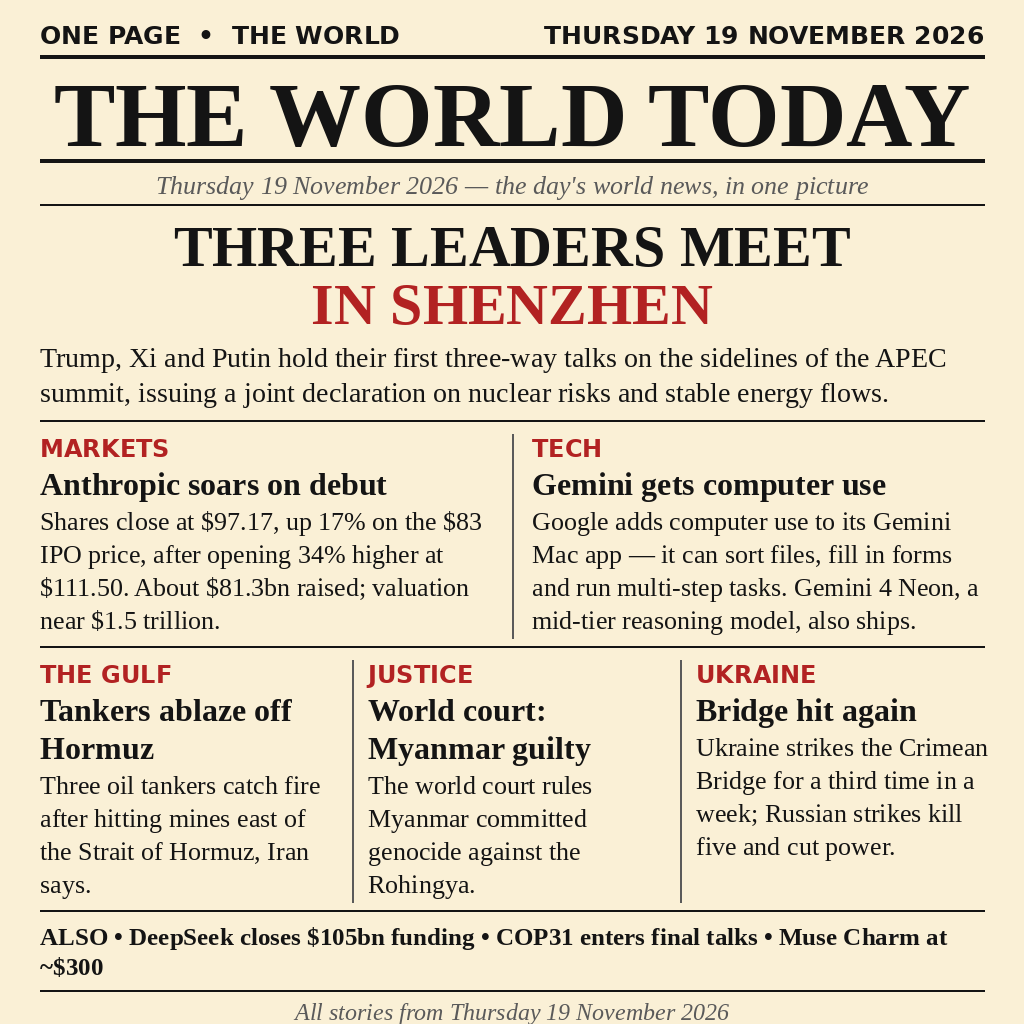 ONE PAGE • THE WORLD
THURSDAY 19 NOVEMBER 2026
THE WORLD TODAY
Thursday 19 November 2026 — the day's world news, in one picture
THREE LEADERS MEET
IN SHENZHEN
Trump, Xi and Putin hold their first three-way talks on the sidelines of the APEC
summit, issuing a joint declaration on nuclear risks and stable energy flows.
MARKETS
Anthropic soars on debut
Shares close at $97.17, up 17% on the $83
IPO price, after opening 34% higher at
$111.50. About $81.3bn raised; valuation
near $1.5 trillion.
TECH
Gemini gets computer use
Google adds computer use to its Gemini
Mac app — it can sort files, fill in forms
and run multi-step tasks. Gemini 4 Neon, a
mid-tier reasoning model, also ships.
THE GULF
Tankers ablaze off
Hormuz
Three oil tankers catch fire
after hitting mines east of
the Strait of Hormuz, Iran
says.
JUSTICE
World court:
Myanmar guilty
The world court rules
Myanmar committed
genocide against the
Rohingya.
UKRAINE
Bridge hit again
Ukraine strikes the Crimean
Bridge for a third time in a
week; Russian strikes kill
five and cut power.
ALSO • DeepSeek closes $105bn funding • COP31 enters final talks • Muse Charm at
~$300
All stories from Thursday 19 November 2026